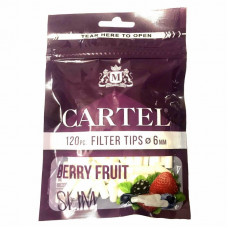 TEAR HERE TO OPEN
M
CARTEL
120PC. FILTER TIPS Ø 6MM
BERRY FRUIT
SLIM